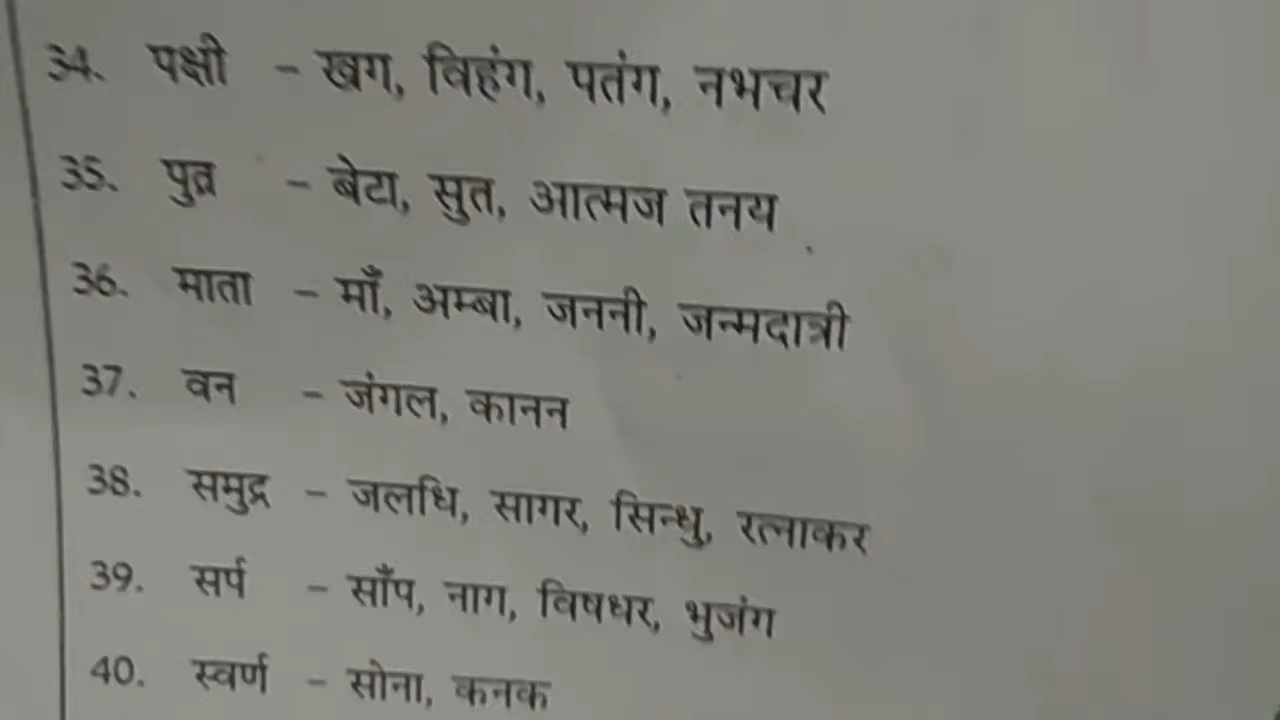 34. पक्षी - खग, विहंग, पतंग, नभचर
35. पुत्र - बेटा, सुत, आत्मज तनय
36. माता - माँ, अम्बा, जननी, जन्मदात्री
37. वन - जंगल, कानन
38. समुद्र - जलधि, सागर, सिन्धु, रत्नाकर
39. सर्प - साँप, नाग, विषधर, भुजंग
40. स्वर्ण - सोना, कनक